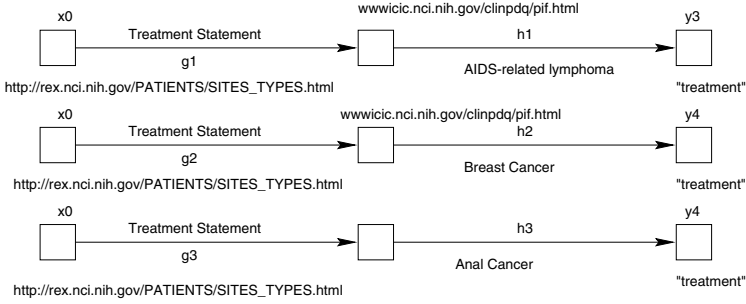 wwwicic.nci.nih.gov/clinpdq/pif.html
x0
y3
Treatment Statement
h1
g1
AIDS-related lymphoma
http://rex.nci.nih.gov/PATIENTS/SITES_TYPES.html
"treatment"
x0
wwwicic.nci.nih.gov/clinpdq/pif.html
y4
Treatment Statement
h2
g2
Breast Cancer
http://rex.nci.nih.gov/PATIENTS/SITES_TYPES.html
"treatment"
x0
y4
Treatment Statement
h3
g3
Anal Cancer
http://rex.nci.nih.gov/PATIENTS/SITES_TYPES.html
"treatment"